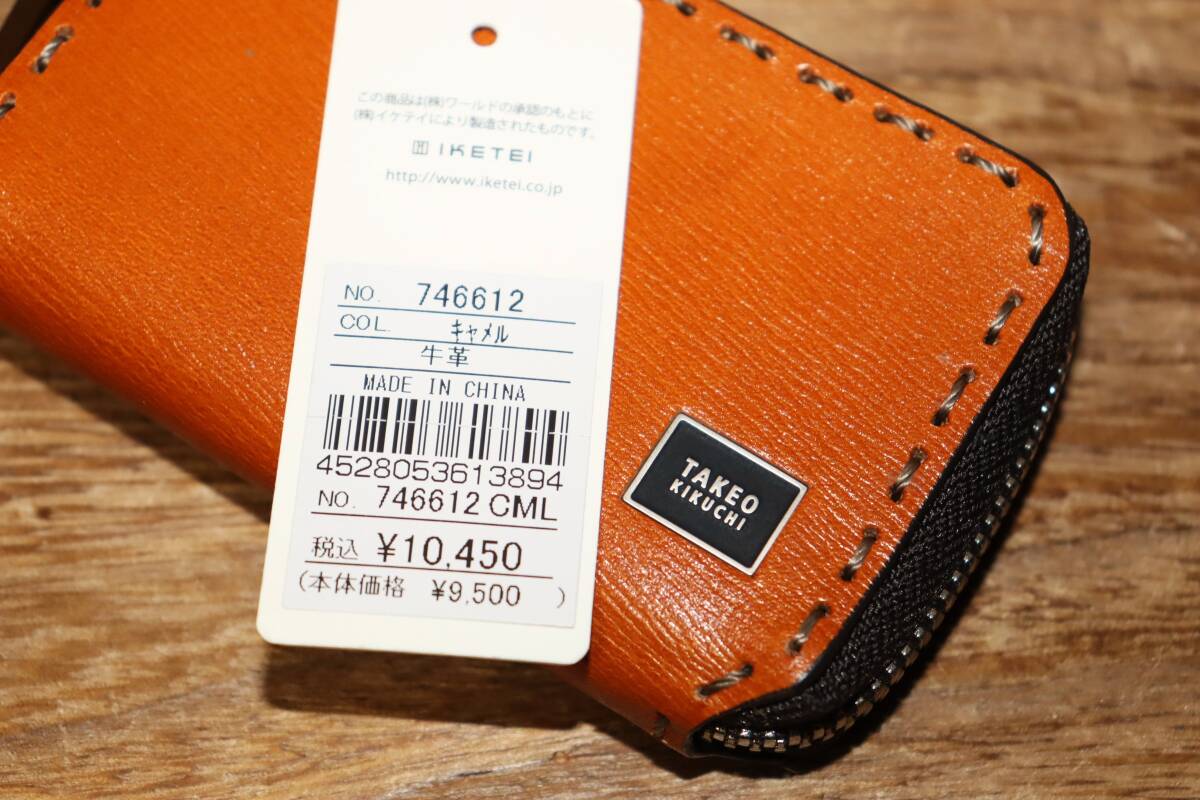 この商品は(株)ワールドの承認のもとに
(株)イケテイにより製造されたものです。
IKETEI
http://www.iketei.co.jp
NO. 746612
COL. キャメル
牛革
MADE IN CHINA
4528053613894
NO. 746612 CML
税込 ¥10,450
(本体価格 ¥9,500 )
TAKEO
KIKUCHI